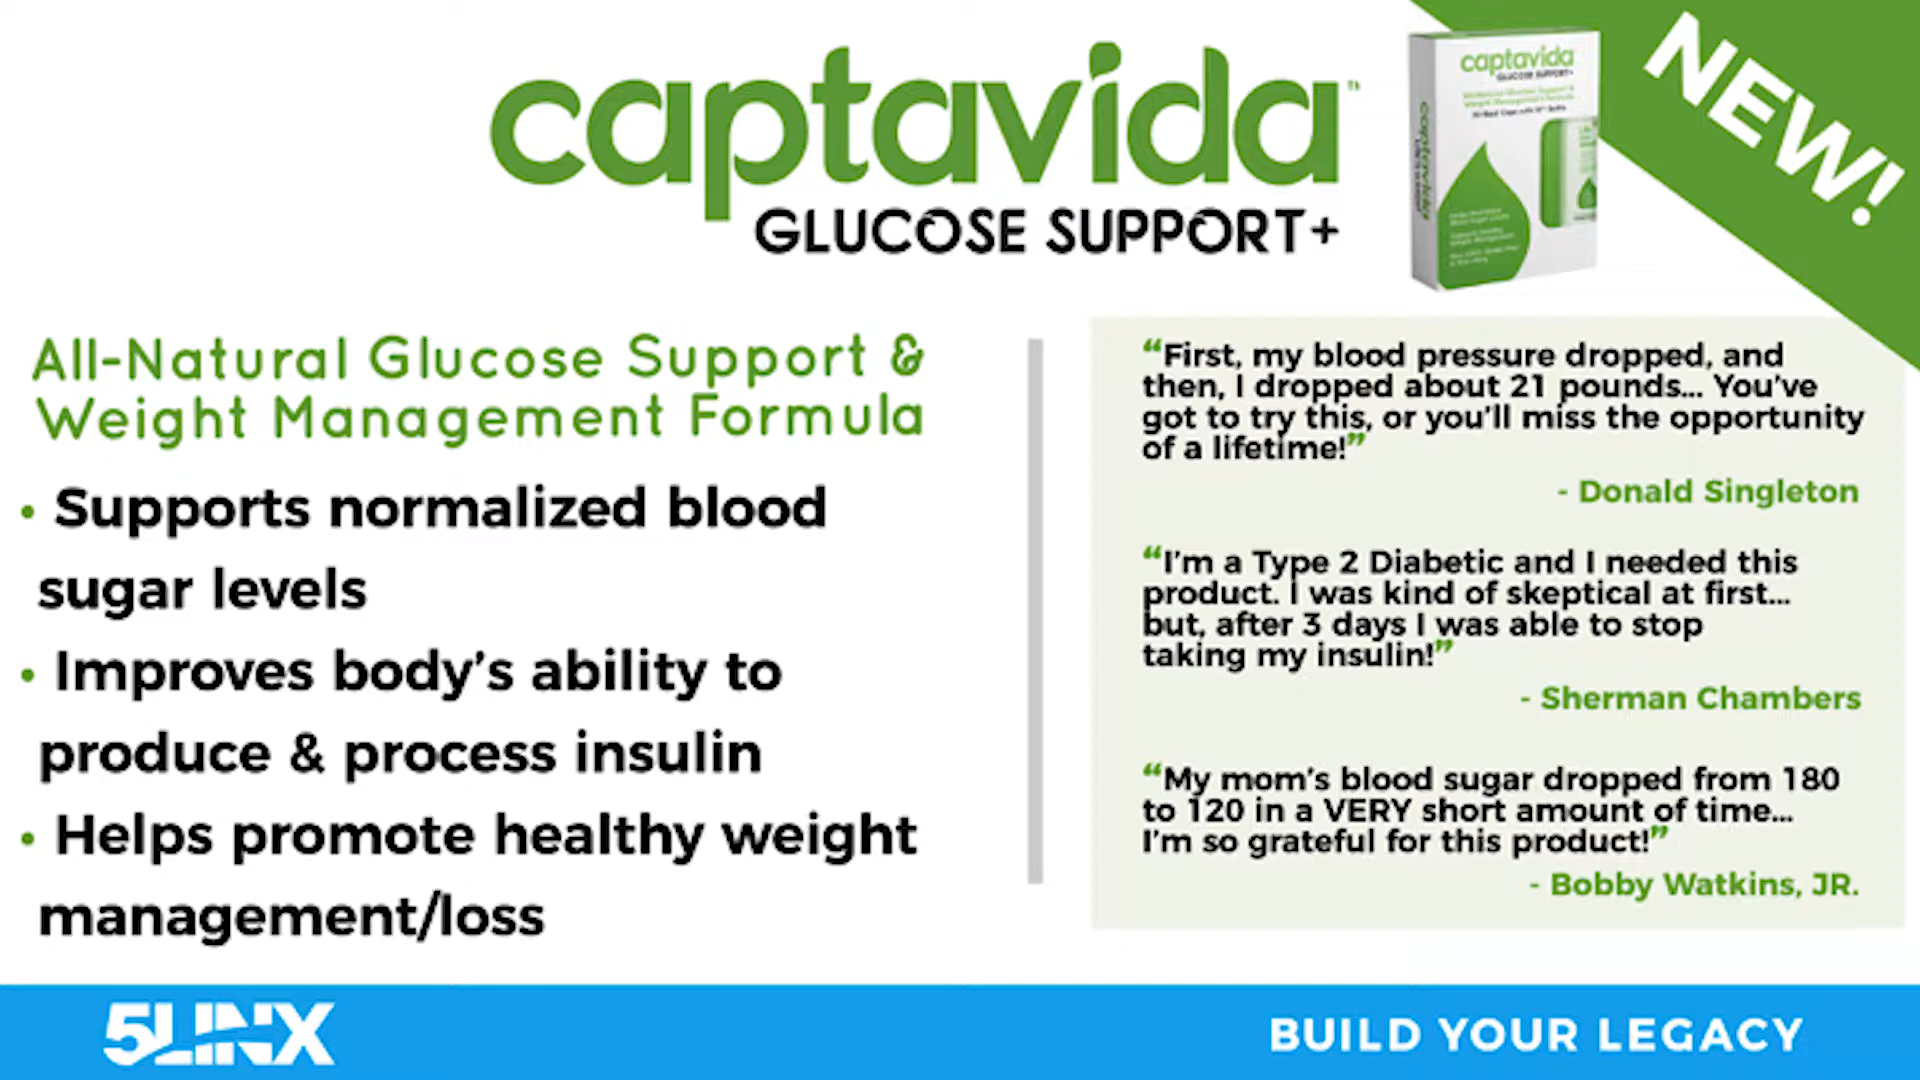 captavida
GLUCOSE SUPPORT+
captavida
GLUCOSE SUPPORT+
NEW!
All-Natural Glucose Support &
Weight Management Formula
• Supports normalized blood
sugar levels
• Improves body's ability to
produce & process insulin
• Helps promote healthy weight
management/loss
“First, my blood pressure dropped, and
then, I dropped about 21 pounds... You've
got to try this, or you'll miss the opportunity
of a lifetime!”
- Donald Singleton
“I'm a Type 2 Diabetic and I needed this
product. I was kind of skeptical at first...
but, after 3 days I was able to stop
taking my insulin!”
- Sherman Chambers
“My mom's blood sugar dropped from 180
to 120 in a VERY short amount of time...
I'm so grateful for this product!”
- Bobby Watkins, JR.
5LINX
BUILD YOUR LEGACY